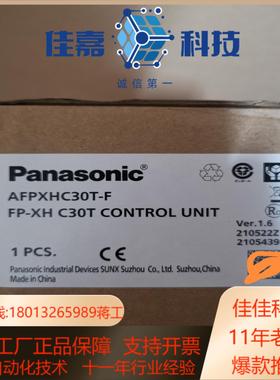 佳嘉 科技
诚信第一
Panasonic
AFPXHC30T-F
FP-XH C30T CONTROL UNIT
Ver.1.6
210522Z
2105439
1 PCS.
Panasonic Industrial Devices SUNX Suzhou Co., Ltd. Suzhou, China
Made in China
线:18013265989蒋工
佳佳科
工厂正品保障 支持开票
11年老
自动化技术 十一年行业经验
爆款推